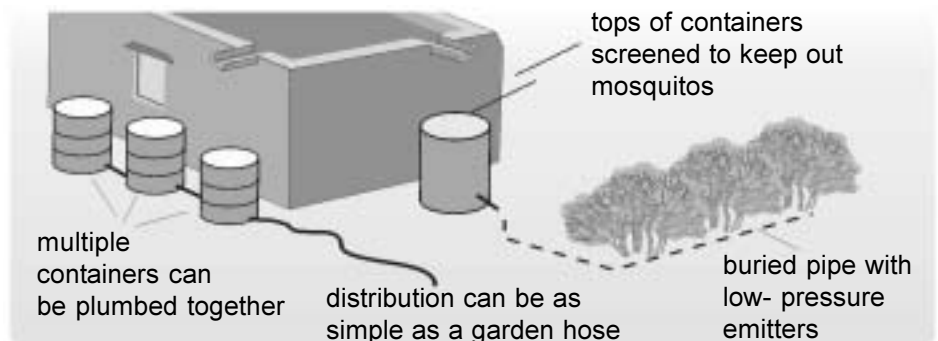 tops of containers
screened to keep out
mosquitos
multiple
containers can
be plumbed together
distribution can be as
simple as a garden hose
buried pipe with
low- pressure
emitters